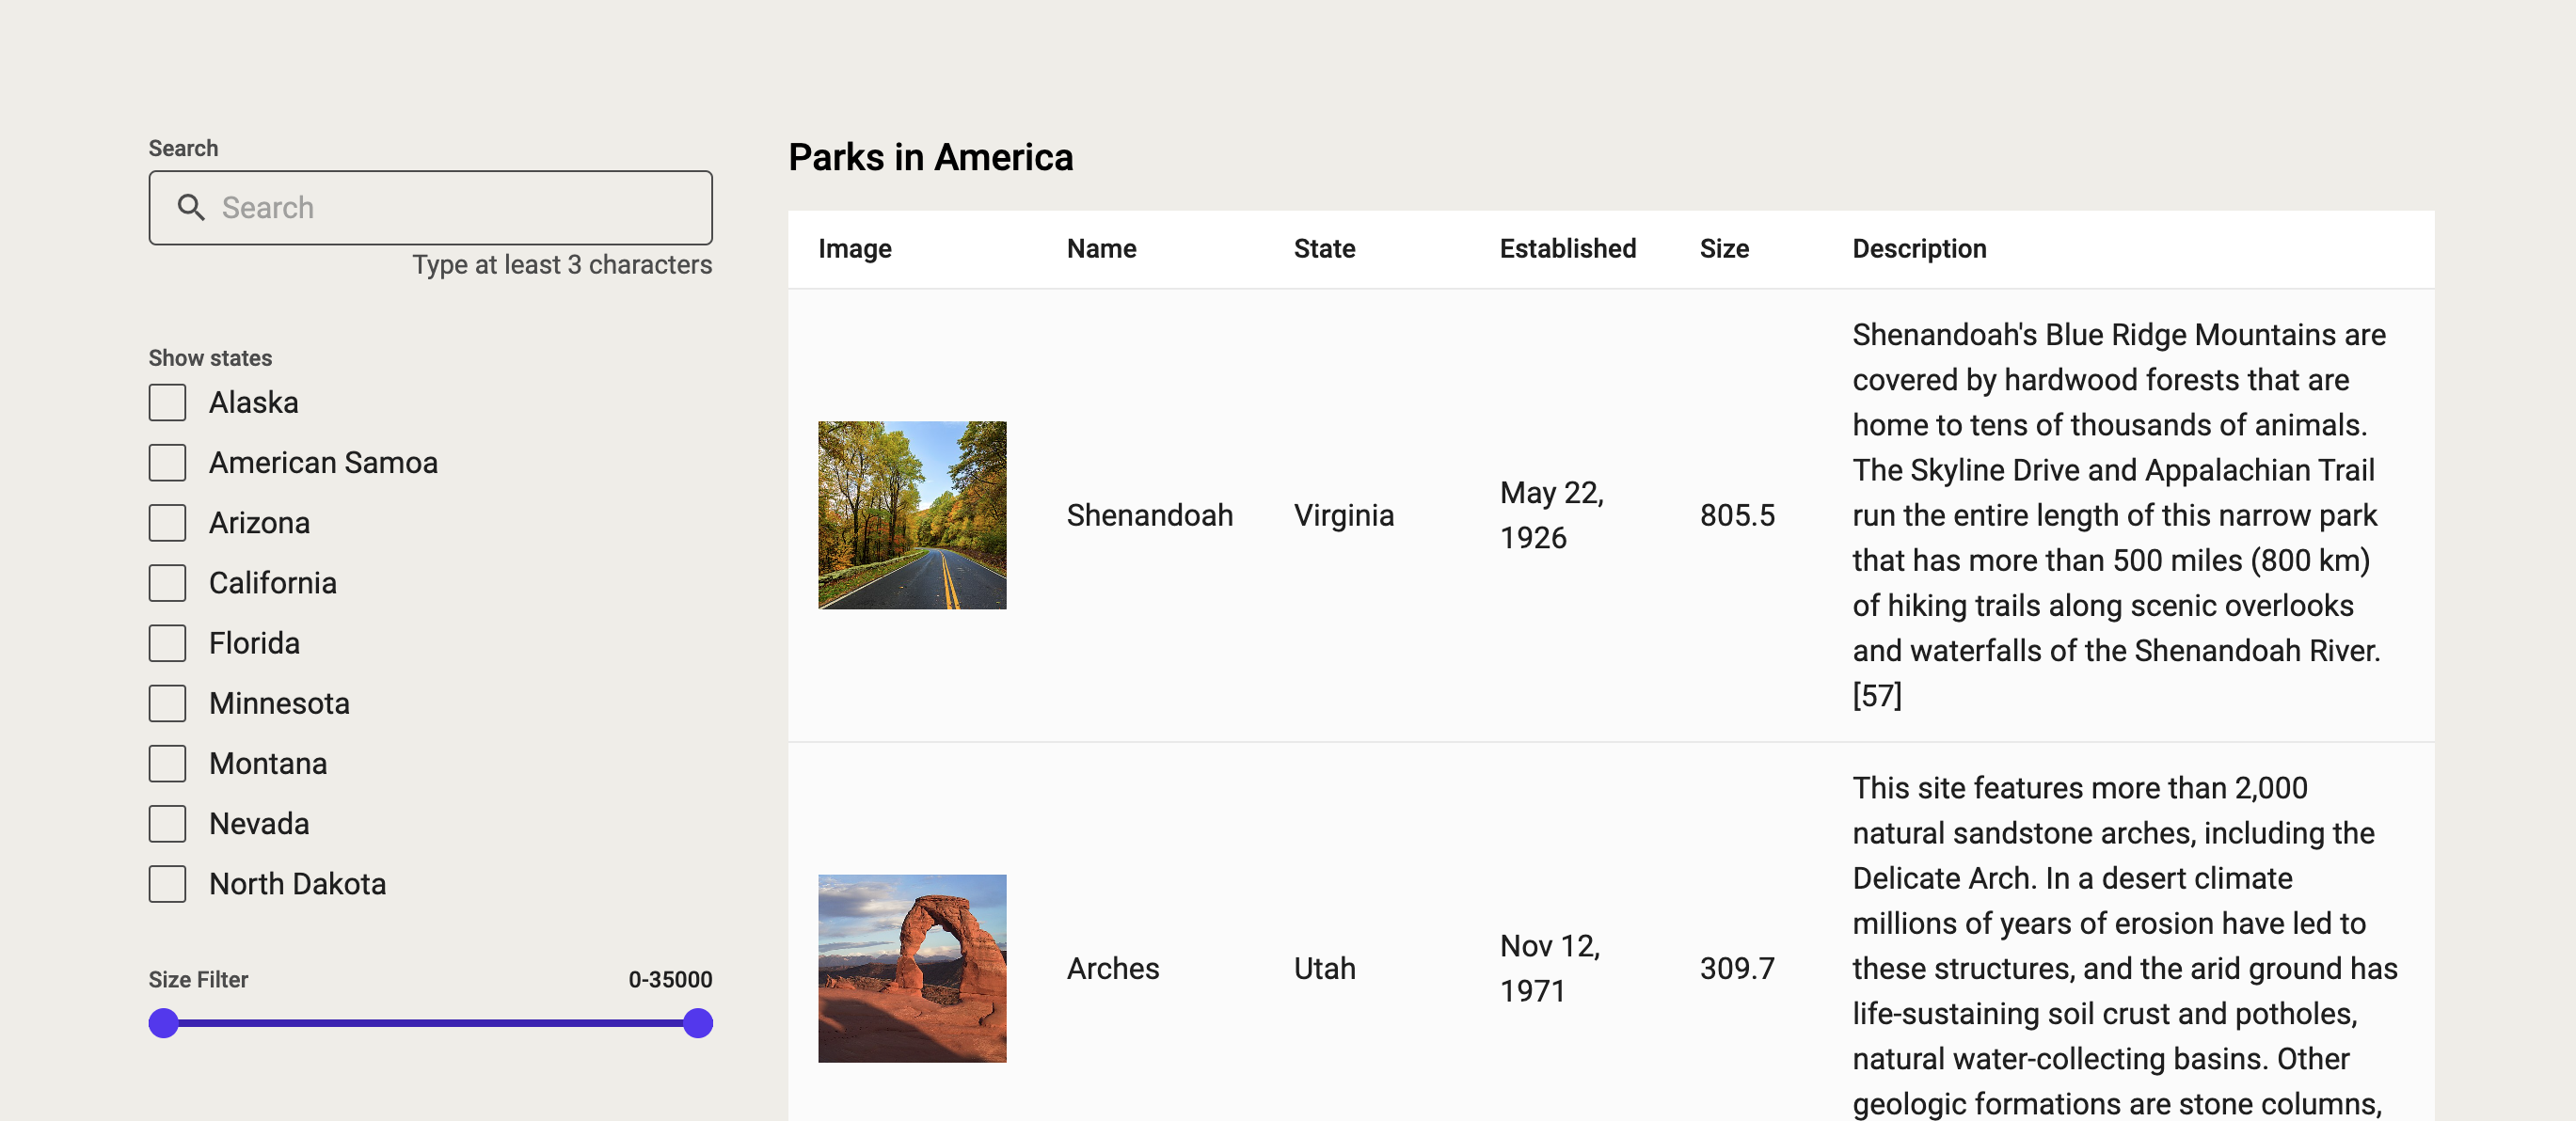 Search
Search
Type at least 3 characters
Show states
Alaska
American Samoa
Arizona
California
Florida
Minnesota
Montana
Nevada
North Dakota
Size Filter 0-35000
Parks in America
Image Name State Established Size Description
Shenandoah Virginia
May 22,
1926
805.5
Shenandoah's Blue Ridge Mountains are
covered by hardwood forests that are
home to tens of thousands of animals.
The Skyline Drive and Appalachian Trail
run the entire length of this narrow park
that has more than 500 miles (800 km)
of hiking trails along scenic overlooks
and waterfalls of the Shenandoah River.
[57]
Arches Utah
Nov 12,
1971
309.7
This site features more than 2,000
natural sandstone arches, including the
Delicate Arch. In a desert climate
millions of years of erosion have led to
these structures, and the arid ground has
life-sustaining soil crust and potholes,
natural water-collecting basins. Other
geologic formations are stone columns,